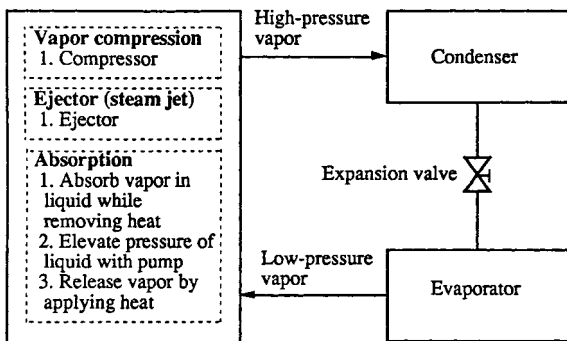 Vapor compression
1. Compressor
Ejector (steam jet)
1. Ejector
Absorption
1. Absorb vapor in
liquid while
removing heat
2. Elevate pressure of
liquid with pump
3. Release vapor by
applying heat
High-pressure
vapor
Condenser
Expansion valve
Low-pressure
vapor
Evaporator